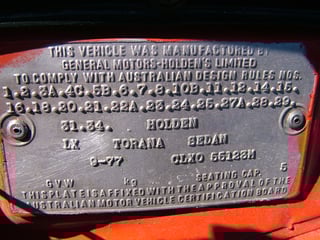 THIS VEHICLE WAS MANUFACTURED BY
GENERAL MOTORS-HOLDEN'S LIMITED
TO COMPLY WITH AUSTRALIAN DESIGN RULES NOS.
1. 2. 3A. 4C. 5B. 6. 7. 8. 10B. 11. 12. 14. 15.
16. 18. 20. 21. 22A. 23. 24. 25. 27A. 28. 29.
31. 34. HOLDEN
LX TORANA SEDAN
9-77 CLXO 55123M
GVW kg SEATING CAP. 5
THIS PLATE IS AFFIXED WITH THE APPROVAL OF THE
AUSTRALIAN MOTOR VEHICLE CERTIFICATION BOARD